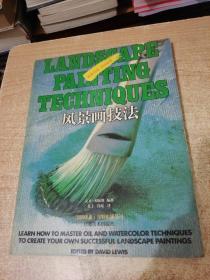 LANDSCAPE
PAINTING
TECHNIQUES
风景画技法
LEARN HOW TO MASTER OIL AND WATERCOLOR TECHNIQUES
TO CREATE YOUR OWN SUCCESSFUL LANDSCAPE PAINTINGS
EDITED BY DAVID LEWIS